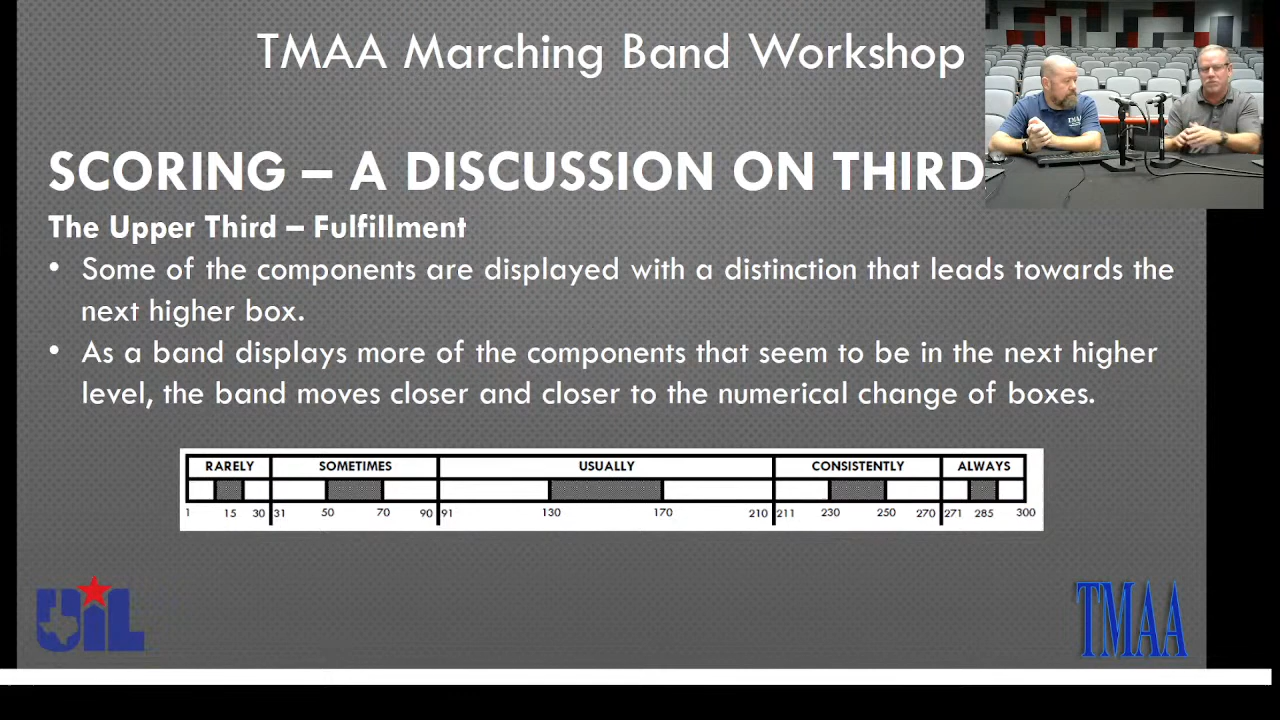 TMAA Marching Band Workshop
SCORING – A DISCUSSION ON THIRD
The Upper Third – Fulfillment
• Some of the components are displayed with a distinction that leads towards the
next higher box.
• As a band displays more of the components that seem to be in the next higher
level, the band moves closer and closer to the numerical change of boxes.
RARELY SOMETIMES USUALLY CONSISTENTLY ALWAYS
1 15 30 31 50 70 90 91 130 170 210 211 230 250 270 271 285 300
UIL
TMAA